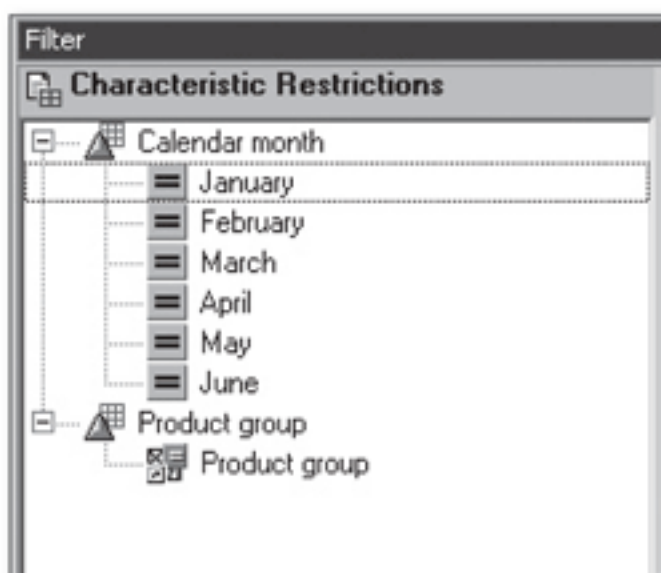 Filter
Characteristic Restrictions
Calendar month
January
February
March
April
May
June
Product group
Product group